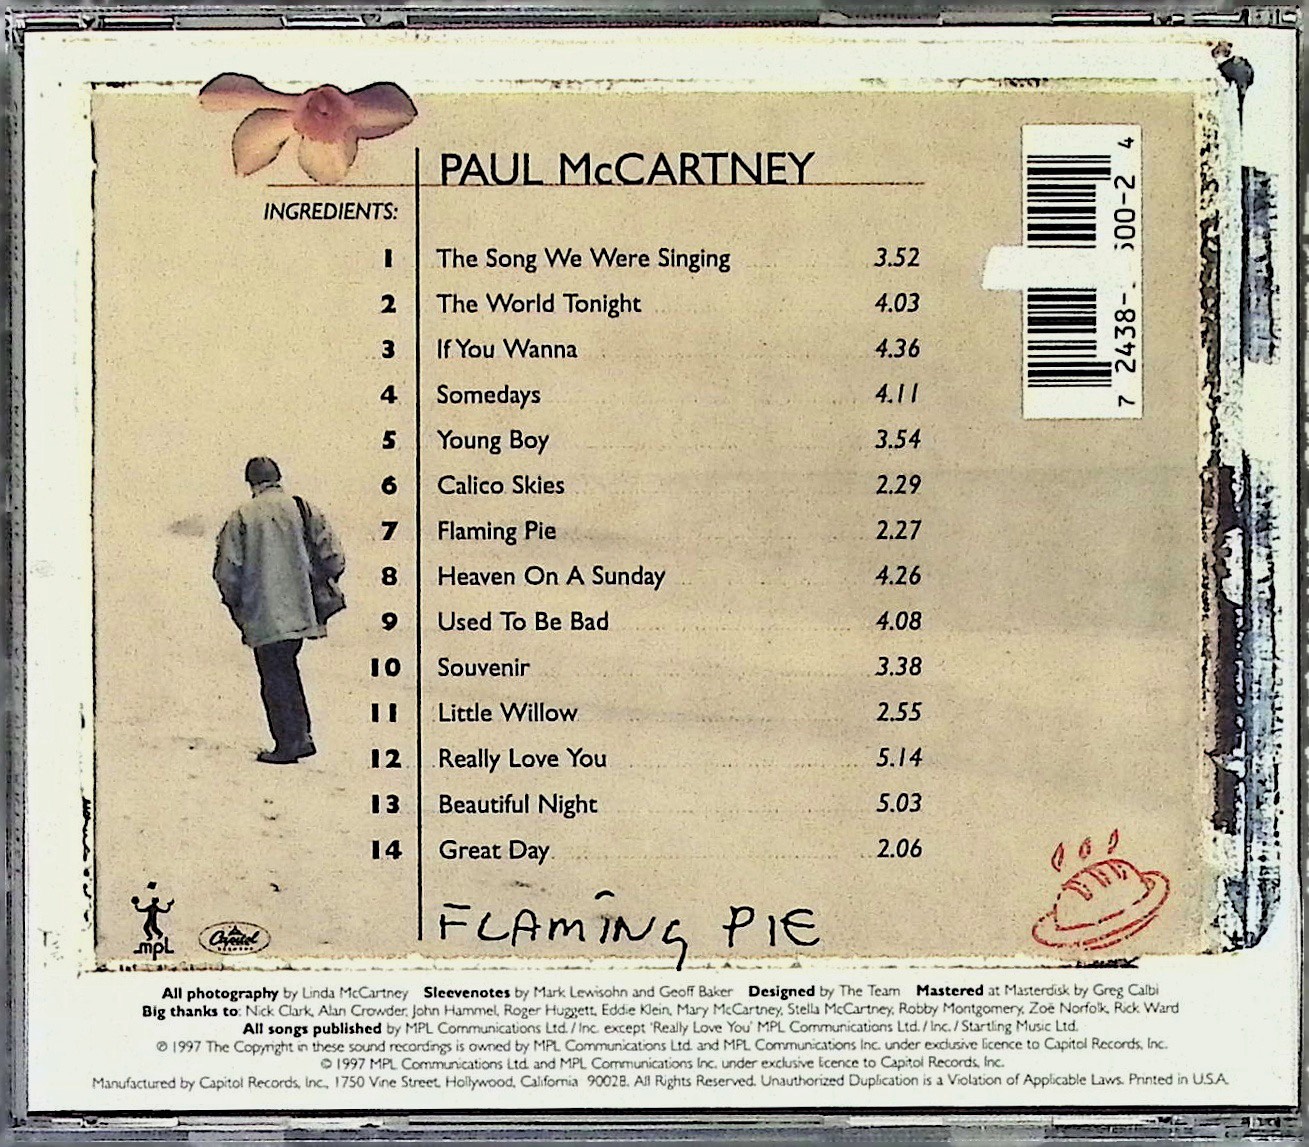 PAUL McCARTNEY
INGREDIENTS:
1 The Song We Were Singing 3.52
2 The World Tonight 4.03
3 If You Wanna 4.36
4 Somedays 4.11
5 Young Boy 3.54
6 Calico Skies 2.29
7 Flaming Pie 2.27
8 Heaven On A Sunday 4.26
9 Used To Be Bad 4.08
10 Souvenir 3.38
11 Little Willow 2.55
12 Really Love You 5.14
13 Beautiful Night 5.03
14 Great Day 2.06
FLAMING PIE
mpl
Capitol
RECORDS
7 2438- 500-2 4
All photography by Linda McCartney Sleevenotes by Mark Lewisohn and Geoff Baker Designed by The Team Mastered at Masterdisk by Greg Calbi
Big thanks to: Nick Clark, Alan Crowder, John Hammel, Roger Huggett, Eddie Klein, Mary McCartney, Stella McCartney, Robby Montgomery, Zoë Norfolk, Rick Ward
All songs published by MPL Communications Ltd. / Inc. except 'Really Love You' MPL Communications Ltd. / Inc. / Startling Music Ltd.
℗ 1997 The Copyright in these sound recordings is owned by MPL Communications Ltd. and MPL Communications Inc. under exclusive licence to Capitol Records, Inc.
© 1997 MPL Communications Ltd. and MPL Communications Inc. under exclusive licence to Capitol Records, Inc.
Manufactured by Capitol Records, Inc., 1750 Vine Street, Hollywood, California 90028. All Rights Reserved. Unauthorized Duplication is a Violation of Applicable Laws. Printed in U.S.A.